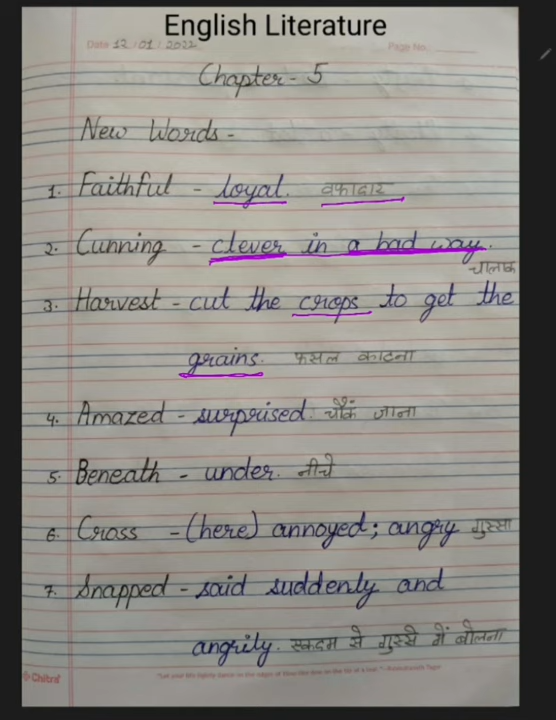 English Literature
Date 12/01/2022 Page No.
Chapter - 5
New Words -
1. Faithful - loyal. वफादार
2. Cunning - clever in a bad way.
चालाक
3. Harvest - cut the crops to get the
grains. फसल काटना
4. Amazed - surprised. चौंक जाना
5. Beneath - under. नीचे
6. Cross - (here) annoyed; angry गुस्सा
7. Snapped - said suddenly and
angrily. एकदम से गुस्से में बोलना
Chitra